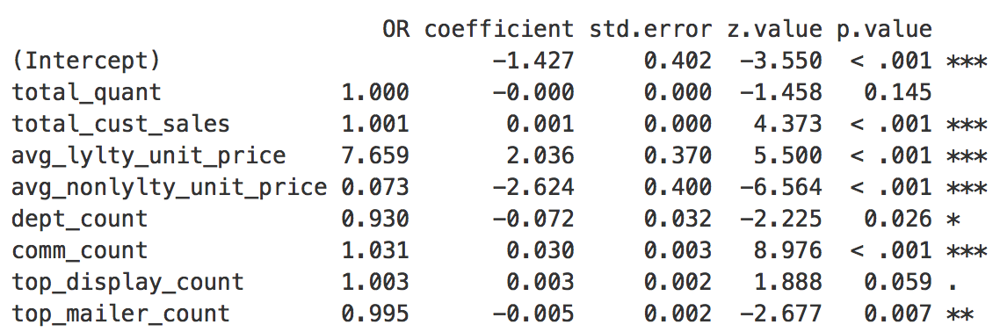 OR coefficient std.error z.value p.value
(Intercept) -1.427 0.402 -3.550 < .001 ***
total_quant 1.000 -0.000 0.000 -1.458 0.145
total_cust_sales 1.001 0.001 0.000 4.373 < .001 ***
avg_lylty_unit_price 7.659 2.036 0.370 5.500 < .001 ***
avg_nonlylty_unit_price 0.073 -2.624 0.400 -6.564 < .001 ***
dept_count 0.930 -0.072 0.032 -2.225 0.026 *
comm_count 1.031 0.030 0.003 8.976 < .001 ***
top_display_count 1.003 0.003 0.002 1.888 0.059 .
top_mailer_count 0.995 -0.005 0.002 -2.677 0.007 **